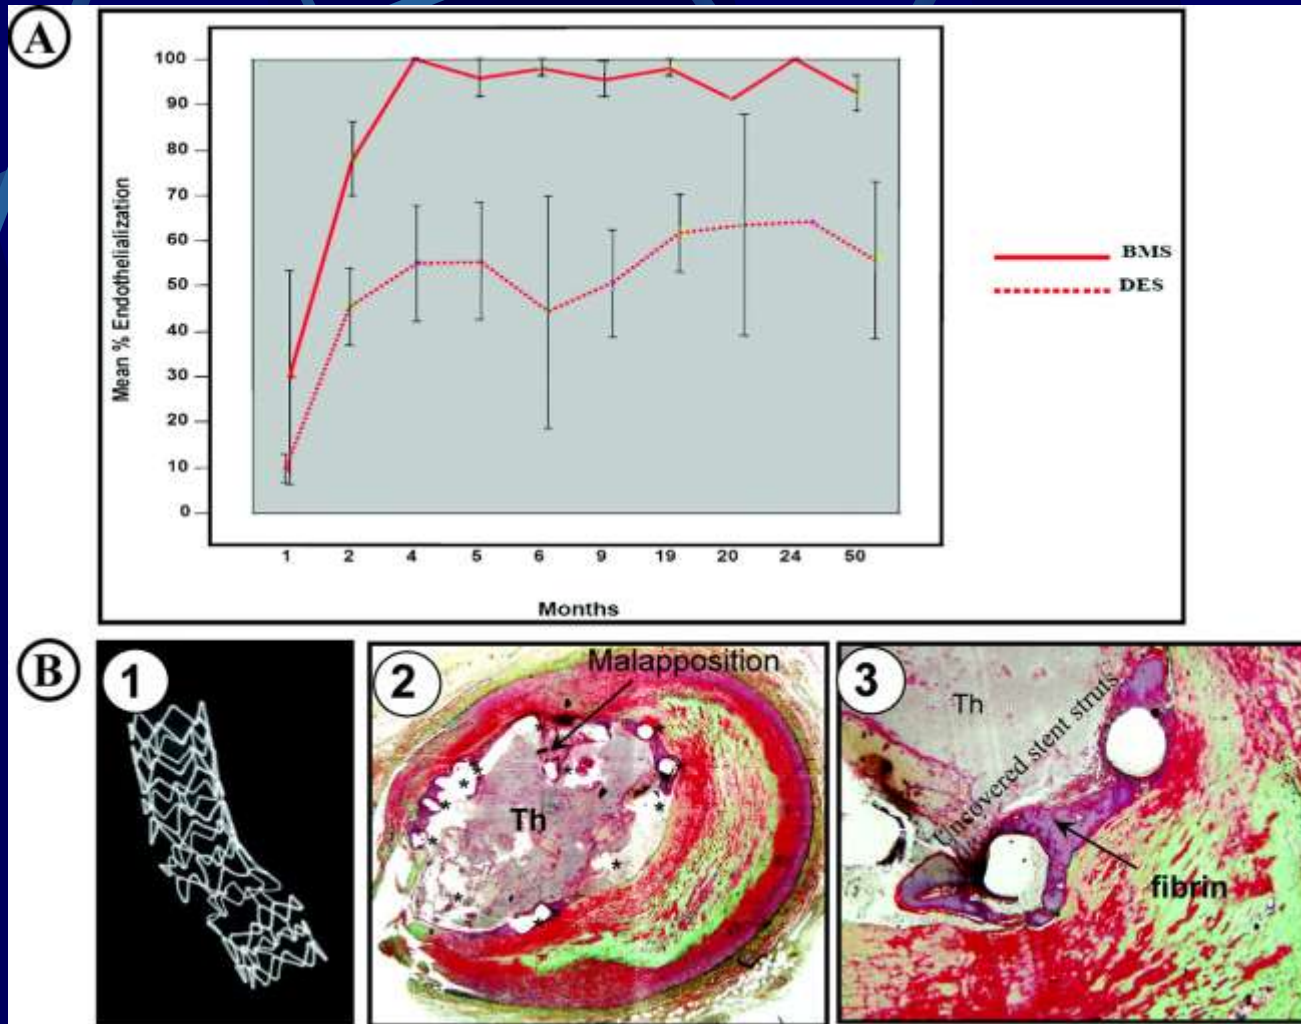 A
100
90
80
70
60
50
40
30
20
10
0
Mean % Endothelialization
1 2 4 5 6 9 19 20 24 50
Months
BMS
DES
B
1
2
Malapposition
Th
3
Th
Uncovered stent struts
fibrin